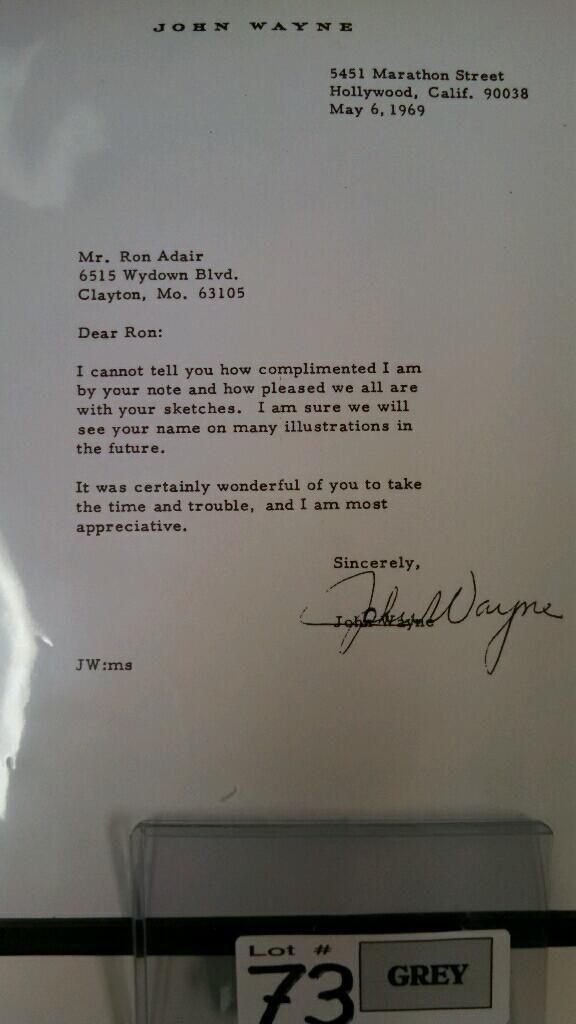 JOHN WAYNE
5451 Marathon Street
Hollywood, Calif. 90038
May 6, 1969
Mr. Ron Adair
6515 Wydown Blvd.
Clayton, Mo. 63105
Dear Ron:
I cannot tell you how complimented I am
by your note and how pleased we all are
with your sketches. I am sure we will
see your name on many illustrations in
the future.
It was certainly wonderful of you to take
the time and trouble, and I am most
appreciative.
Sincerely,
John Wayne
John Wayne
JW:ms
Lot #
73
GREY